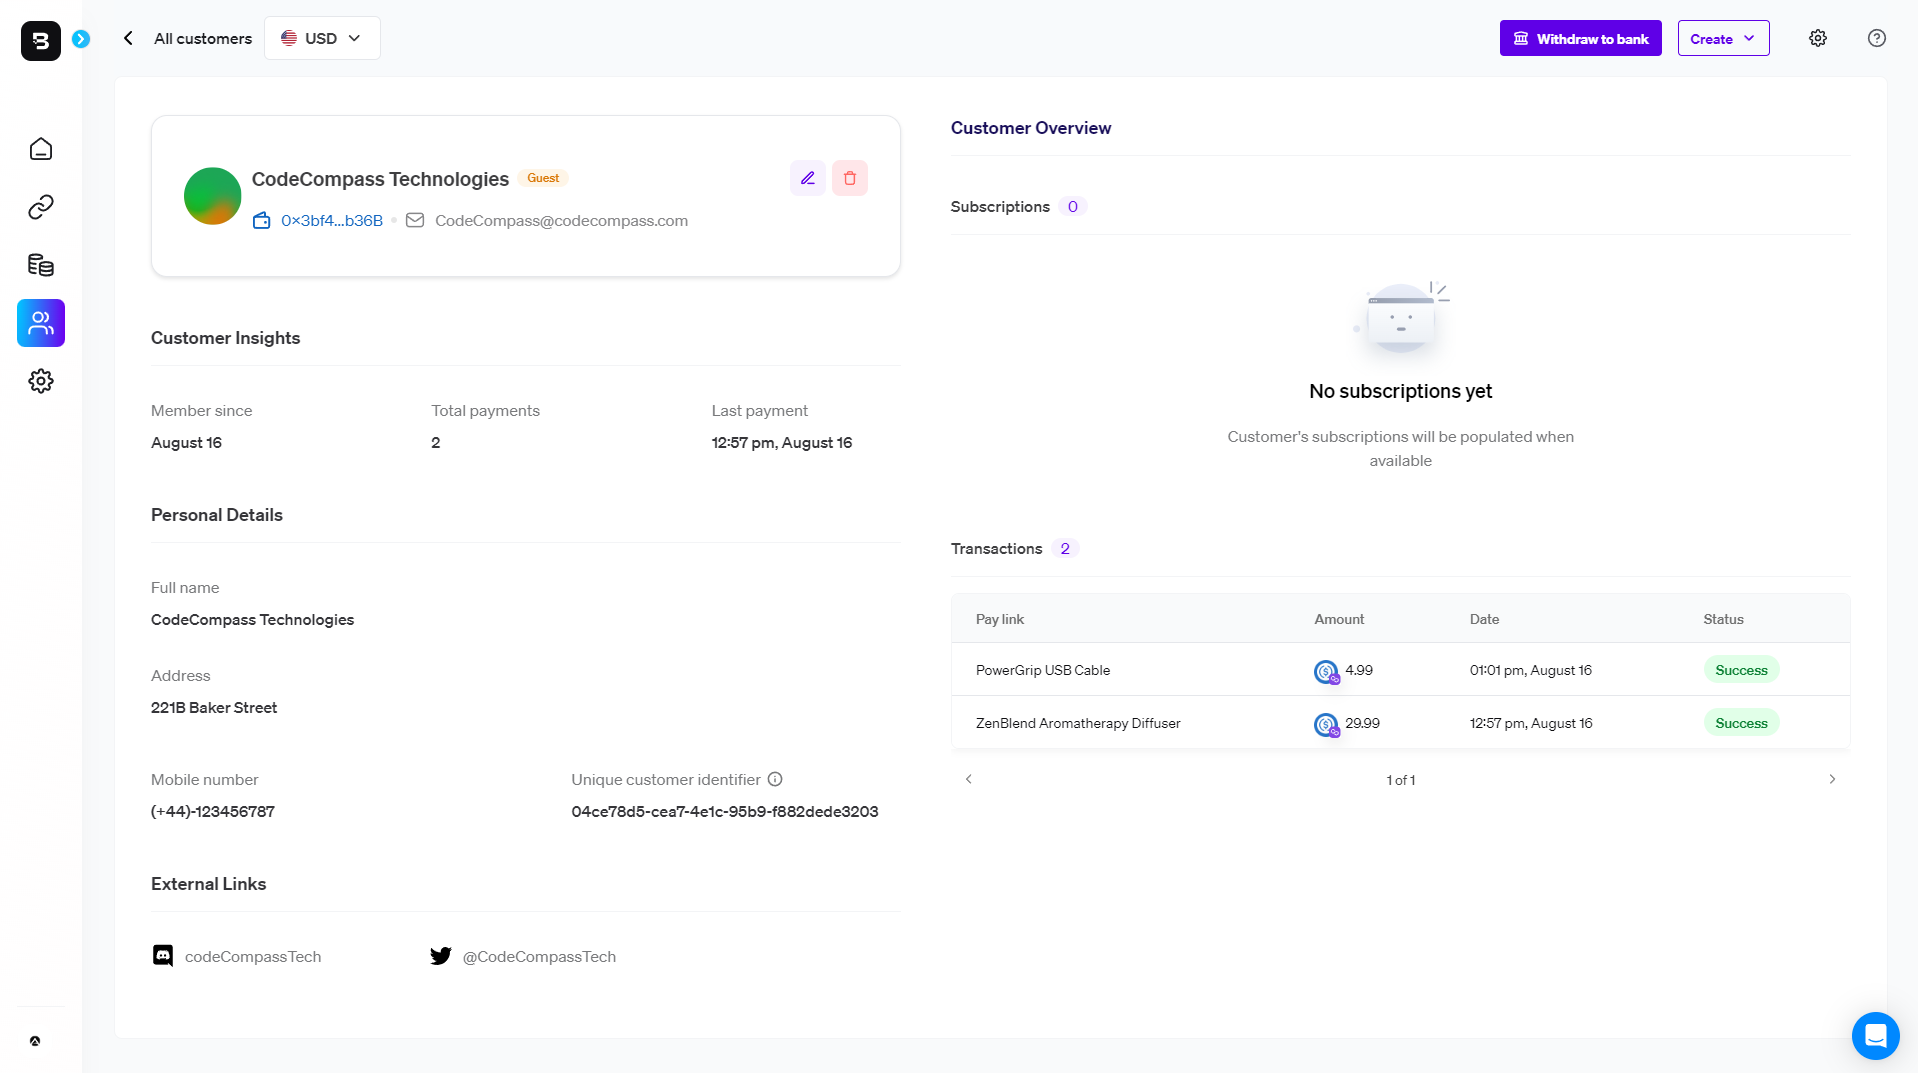 B
All customers
USD
Withdraw to bank
Create
CodeCompass Technologies
Guest
0x3bf4...b36B
CodeCompass@codecompass.com
Customer Insights
Member since
Total payments
Last payment
August 16
2
12:57 pm, August 16
Personal Details
Full name
CodeCompass Technologies
Address
221B Baker Street
Mobile number
Unique customer identifier
(+44)-123456787
04ce78d5-cea7-4e1c-95b9-f882dede3203
External Links
codeCompassTech
@CodeCompassTech
Customer Overview
Subscriptions 0
No subscriptions yet
Customer's subscriptions will be populated when
available
Transactions 2
Pay link Amount Date Status
PowerGrip USB Cable 4.99 01:01 pm, August 16 Success
ZenBlend Aromatherapy Diffuser 29.99 12:57 pm, August 16 Success
1 of 1